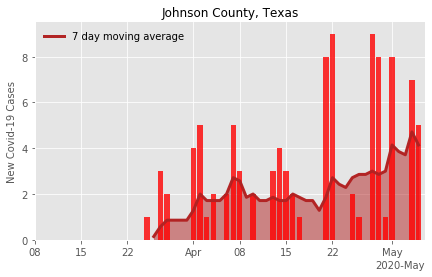 Johnson County, Texas
7 day moving average
New Covid-19 Cases
8
6
4
2
0
08 15 22 Apr 08 15 22 May
2020-May